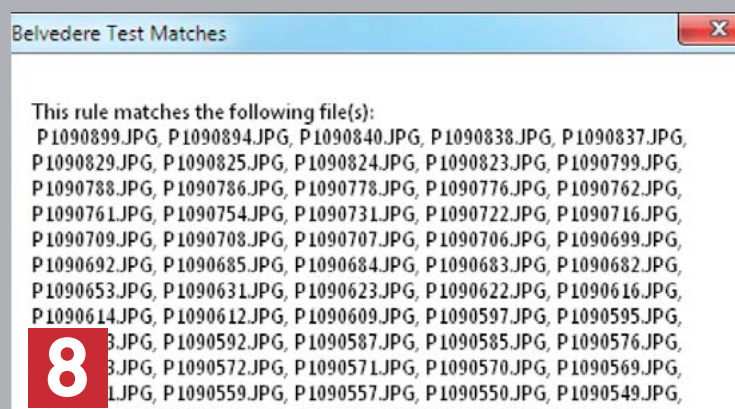 Belvedere Test Matches
This rule matches the following file(s):
P1090899.JPG, P1090894.JPG, P1090840.JPG, P1090838.JPG, P1090837.JPG,
P1090829.JPG, P1090825.JPG, P1090824.JPG, P1090823.JPG, P1090799.JPG,
P1090788.JPG, P1090786.JPG, P1090778.JPG, P1090776.JPG, P1090762.JPG,
P1090761.JPG, P1090754.JPG, P1090731.JPG, P1090722.JPG, P1090716.JPG,
P1090709.JPG, P1090708.JPG, P1090707.JPG, P1090706.JPG, P1090699.JPG,
P1090692.JPG, P1090685.JPG, P1090684.JPG, P1090683.JPG, P1090682.JPG,
P1090653.JPG, P1090631.JPG, P1090623.JPG, P1090622.JPG, P1090616.JPG,
P1090614.JPG, P1090612.JPG, P1090609.JPG, P1090597.JPG, P1090595.JPG,
3.JPG, P1090592.JPG, P1090587.JPG, P1090585.JPG, P1090576.JPG,
3.JPG, P1090572.JPG, P1090571.JPG, P1090570.JPG, P1090569.JPG,
1.JPG, P1090559.JPG, P1090557.JPG, P1090550.JPG, P1090549.JPG,
8